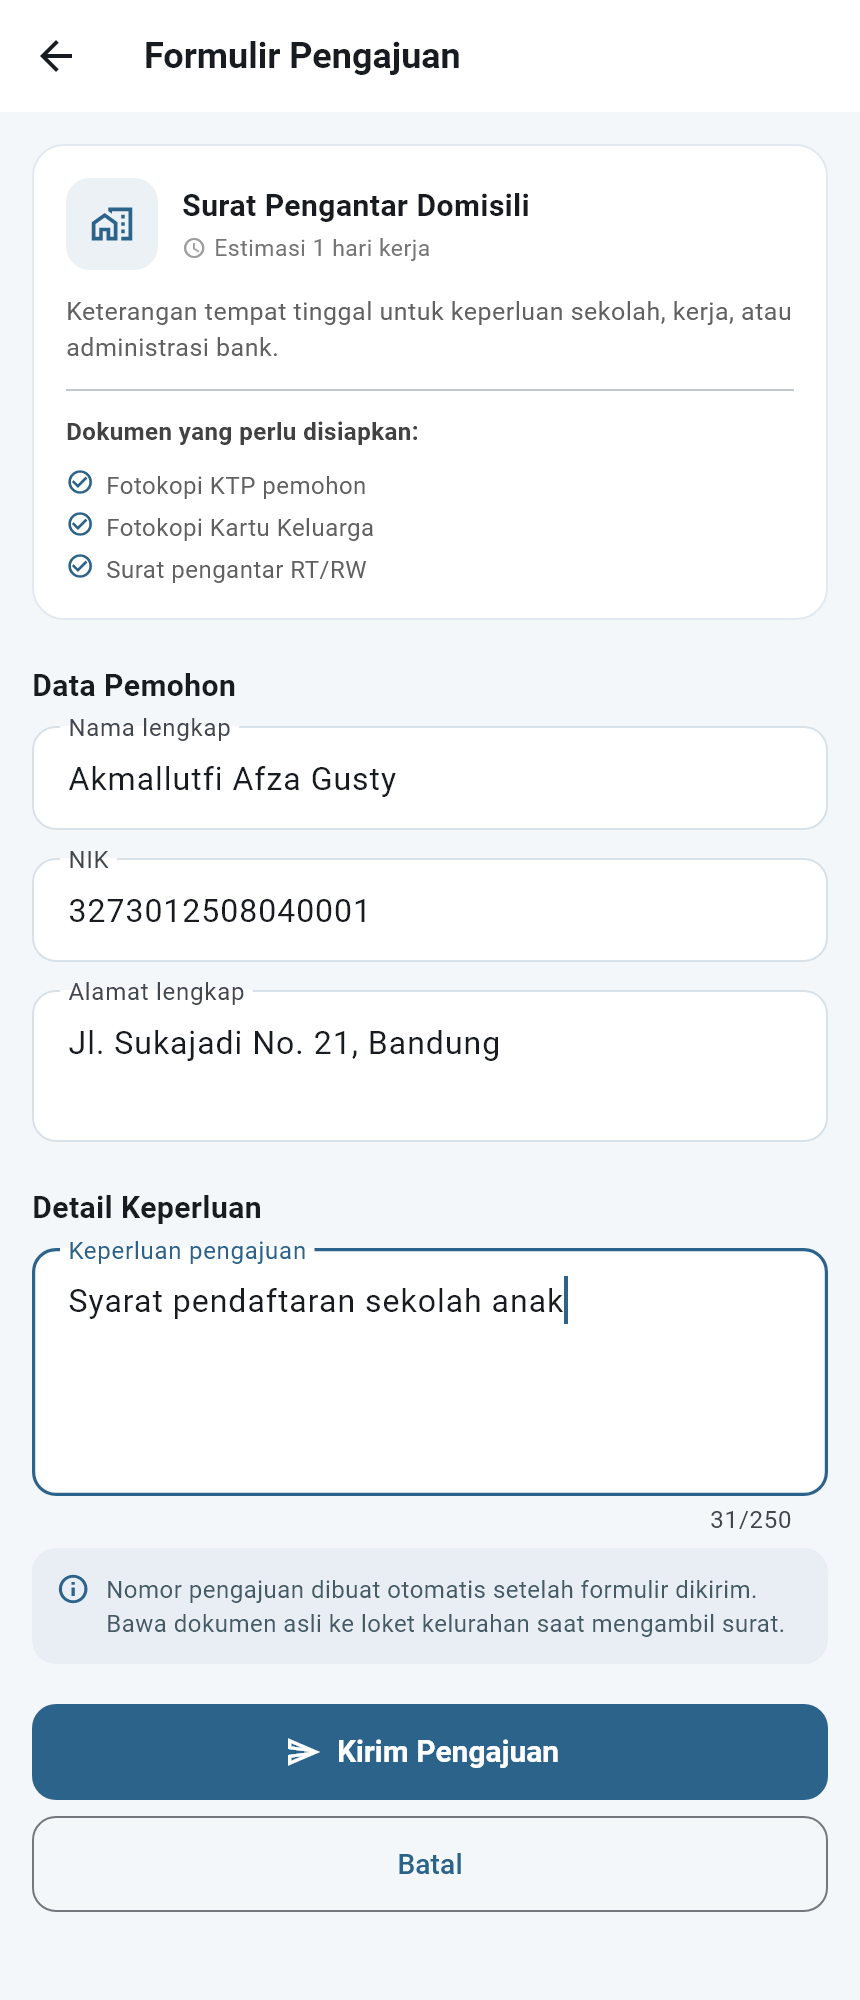 Formulir Pengajuan
Surat Pengantar Domisili
Estimasi 1 hari kerja
Keterangan tempat tinggal untuk keperluan sekolah, kerja, atau
administrasi bank.
Dokumen yang perlu disiapkan:
Fotokopi KTP pemohon
Fotokopi Kartu Keluarga
Surat pengantar RT/RW
Data Pemohon
Nama lengkap
Akmallutfi Afza Gusty
NIK
3273012508040001
Alamat lengkap
Jl. Sukajadi No. 21, Bandung
Detail Keperluan
Keperluan pengajuan
Syarat pendaftaran sekolah anak
31/250
Nomor pengajuan dibuat otomatis setelah formulir dikirim.
Bawa dokumen asli ke loket kelurahan saat mengambil surat.
Kirim Pengajuan
Batal